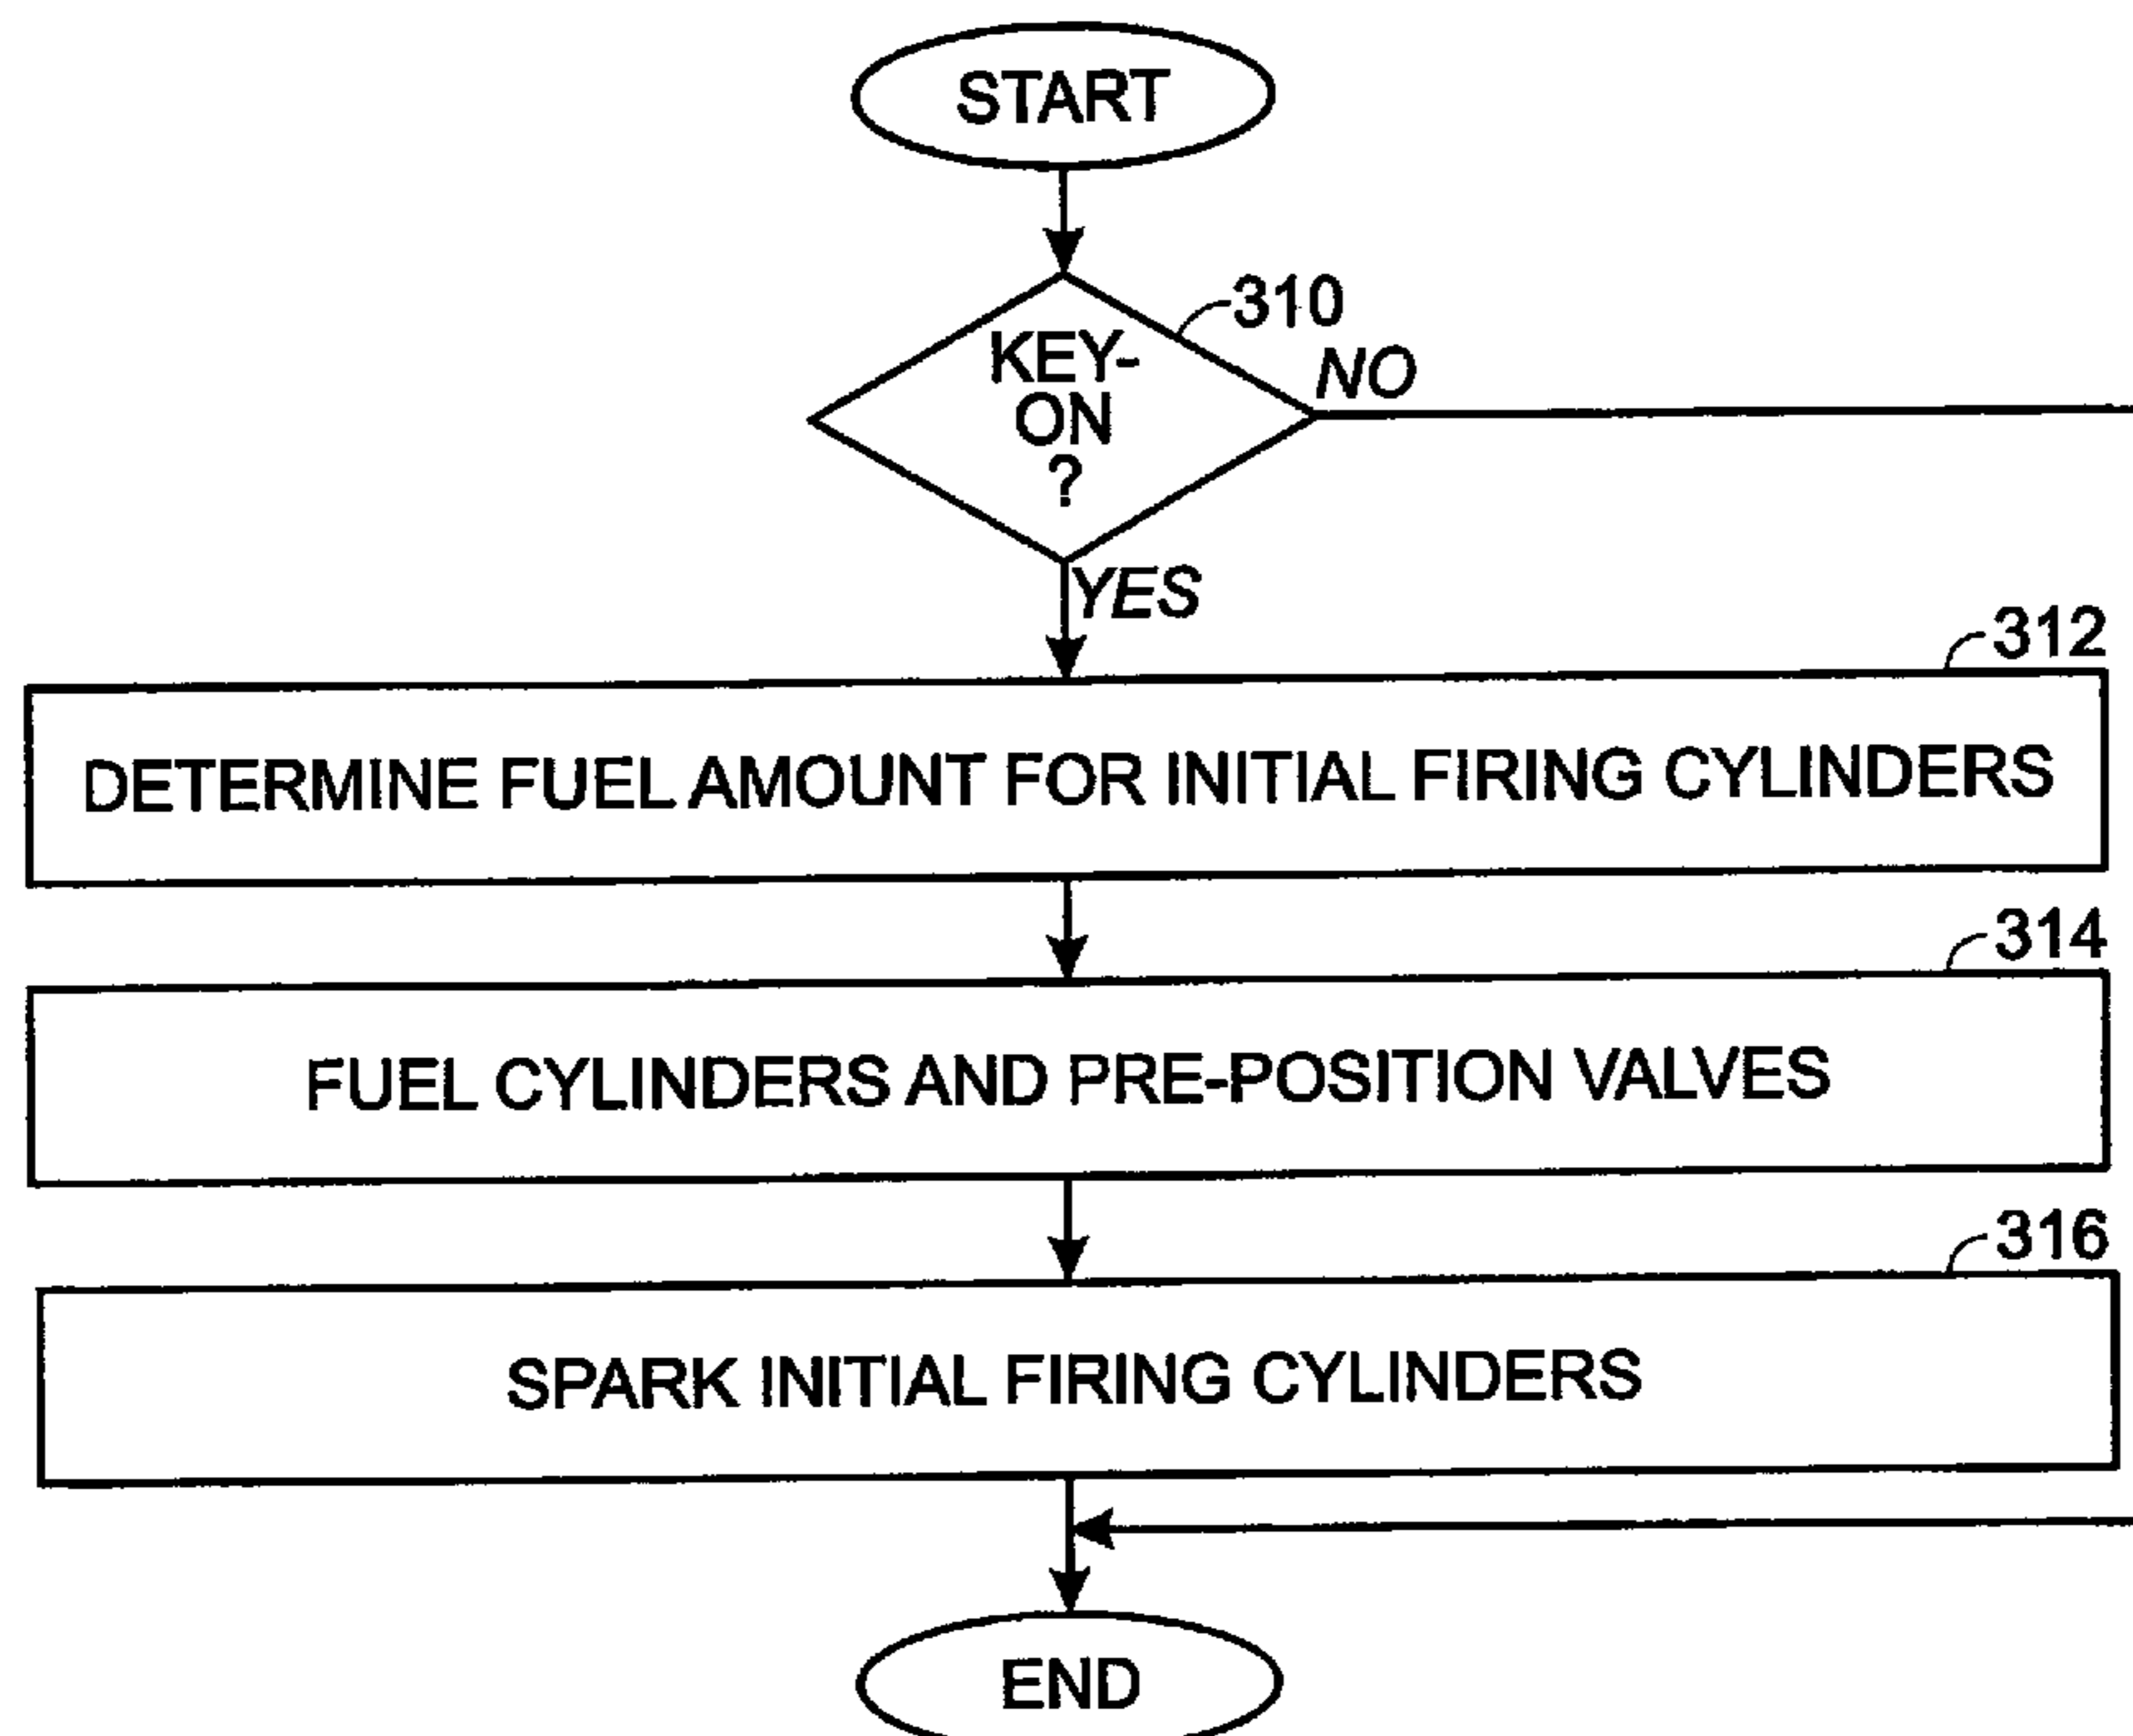 START
310
KEY-
ON
?
NO
YES
312
DETERMINE FUEL AMOUNT FOR INITIAL FIRING CYLINDERS
314
FUEL CYLINDERS AND PRE-POSITION VALVES
316
SPARK INITIAL FIRING CYLINDERS
END